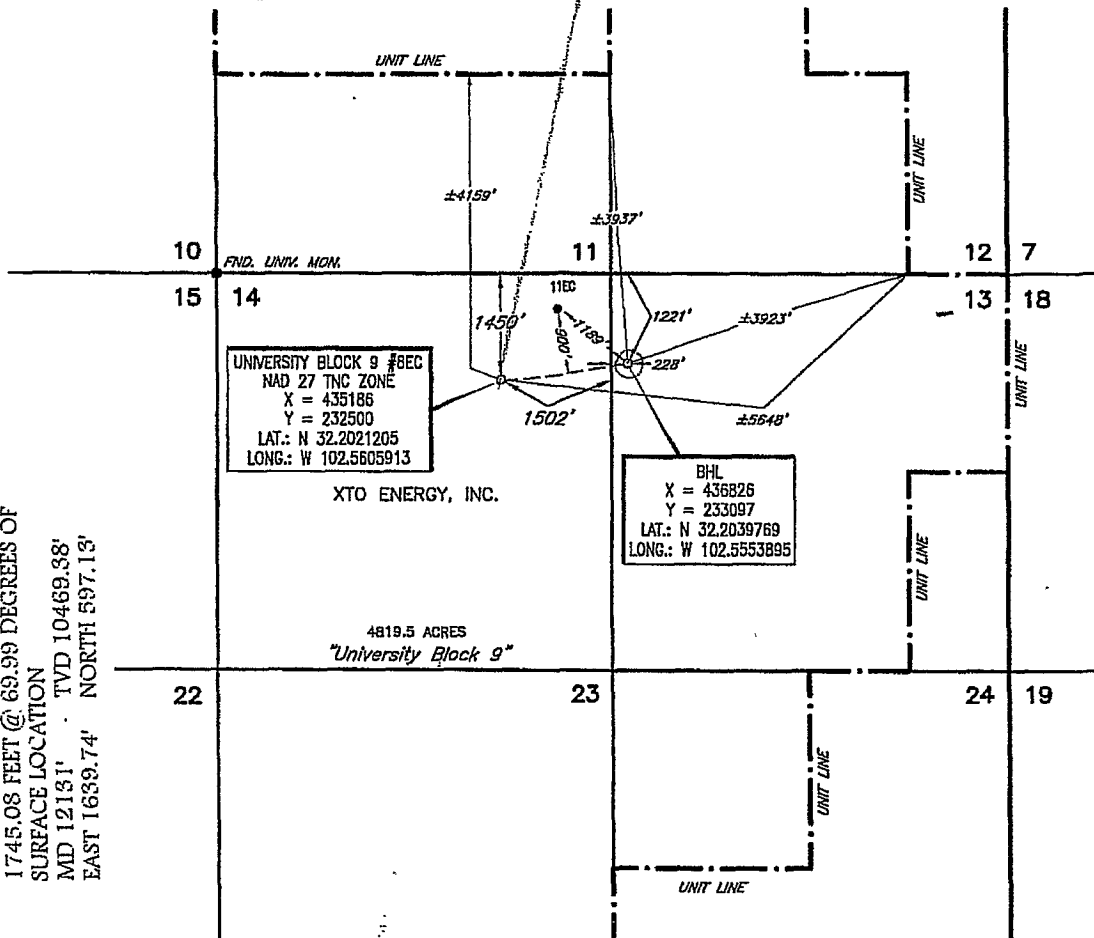 UNIT LINE
UNIT LINE
±4159'
±3937'
10
FND. UNIV. MON.
11
12
7
15
14
13
18
11EC
1450'
1189'
900'
1221'
±3923'
228'
UNIVERSITY BLOCK 9 #8EC
NAD 27 TNC ZONE
X = 435186
Y = 232500
LAT.: N 32.2021205
LONG.: W 102.5605913
1502'
±5648'
UNIT LINE
BHL
X = 436826
Y = 233097
LAT.: N 32.2039769
LONG.: W 102.5553895
XTO ENERGY, INC.
UNIT LINE
1745.08 FEET @ 69.99 DEGREES OF
SURFACE LOCATION
MD 12131' - TVD 10469.38'
EAST 1639.74' NORTH 597.13'
4819.5 ACRES
"University Block 9"
22
23
24
19
UNIT LINE
UNIT LINE